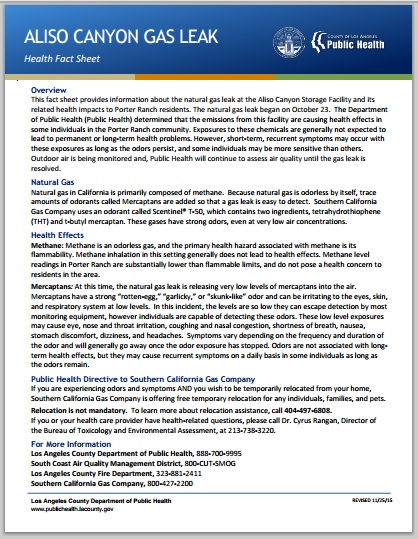 ALISO CANYON GAS LEAK
Health Fact Sheet
COUNTY OF LOS ANGELES
Public Health
Overview
This fact sheet provides information about the natural gas leak at the Aliso Canyon Storage Facility and its
related health impacts to Porter Ranch residents. The natural gas leak began on October 23. The Department
of Public Health (Public Health) determined that the emissions from this facility are causing health effects in
some individuals in the Porter Ranch community. Exposures to these chemicals are generally not expected to
lead to permanent or long•term health problems. However, short•term, recurrent symptoms may occur with
these exposures as long as the odors persist, and some individuals may be more sensitive than others.
Outdoor air is being monitored and, Public Health will continue to assess air quality until the gas leak is
resolved.
Natural Gas
Natural gas in California is primarily composed of methane. Because natural gas is odorless by itself, trace
amounts of odorants called Mercaptans are added so that a gas leak is easy to detect. Southern California
Gas Company uses an odorant called Scentinel® T•50, which contains two ingredients, tetrahydrothiophene
(THT) and t•butyl mercaptan. These gases have strong odors, even at very low air concentrations.
Health Effects
Methane: Methane is an odorless gas, and the primary health hazard associated with methane is its
flammability. Methane inhalation in this setting generally does not lead to health effects. Methane level
readings in Porter Ranch are substantially lower than flammable limits, and do not pose a health concern to
residents in the area.
Mercaptans: At this time, the natural gas leak is releasing very low levels of mercaptans into the air.
Mercaptans have a strong “rotten•egg,” “garlicky,” or “skunk•like” odor and can be irritating to the eyes, skin,
and respiratory system at low levels. In this incident, the levels are so low they can escape detection by most
monitoring equipment, however individuals are capable of detecting these odors. These low level exposures
may cause eye, nose and throat irritation, coughing and nasal congestion, shortness of breath, nausea,
stomach discomfort, dizziness, and headaches. Symptoms vary depending on the frequency and duration of
the odor and will generally go away once the odor exposure has stopped. Odors are not associated with long•
term health effects, but they may cause recurrent symptoms on a daily basis in some individuals as long as
the odors remain.
Public Health Directive to Southern California Gas Company
If you are experiencing odors and symptoms AND you wish to be temporarily relocated from your home,
Southern California Gas Company is offering free temporary relocation for any individuals, families, and pets.
Relocation is not mandatory. To learn more about relocation assistance, call 404•497•6808.
If you or your health care provider have health•related questions, please call Dr. Cyrus Rangan, Director of
the Bureau of Toxicology and Environmental Assessment, at 213•738•3220.
For More Information
Los Angeles County Department of Public Health, 888•700•9995
South Coast Air Quality Management District, 800•CUT•SMOG
Los Angeles County Fire Department, 323•881•2411
Southern California Gas Company, 800•427•2200
Los Angeles County Department of Public Health
www.publichealth.lacounty.gov
REVISED 11/25/15